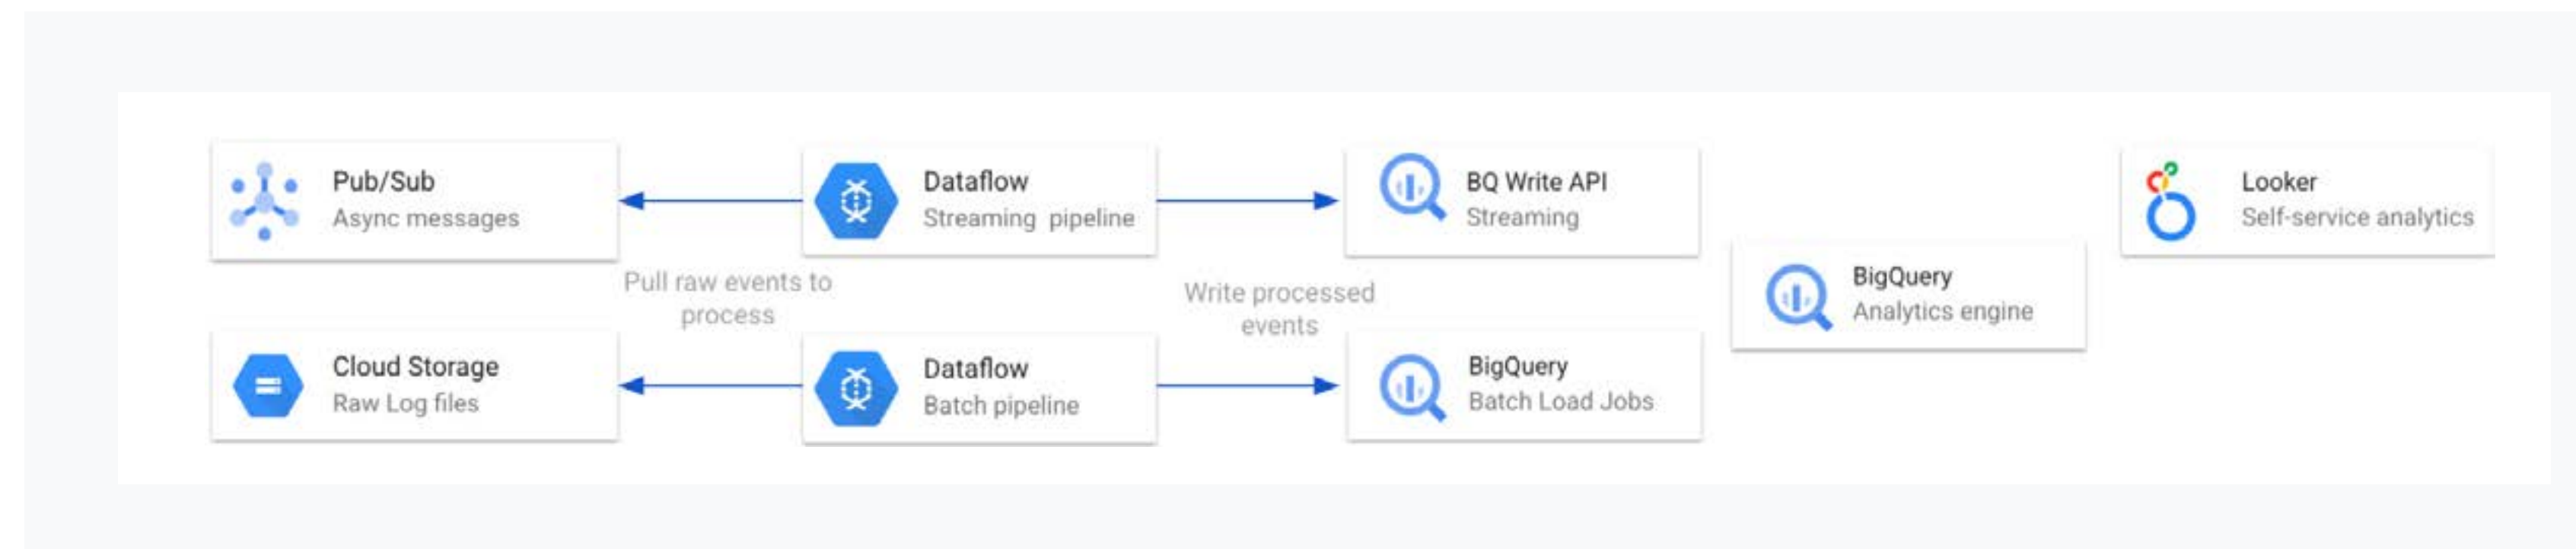 Pub/Sub
Async messages
Dataflow
Streaming pipeline
BQ Write API
Streaming
Looker
Self-service analytics
Pull raw events to
process
Write processed
events
BigQuery
Analytics engine
Cloud Storage
Raw Log files
Dataflow
Batch pipeline
BigQuery
Batch Load Jobs